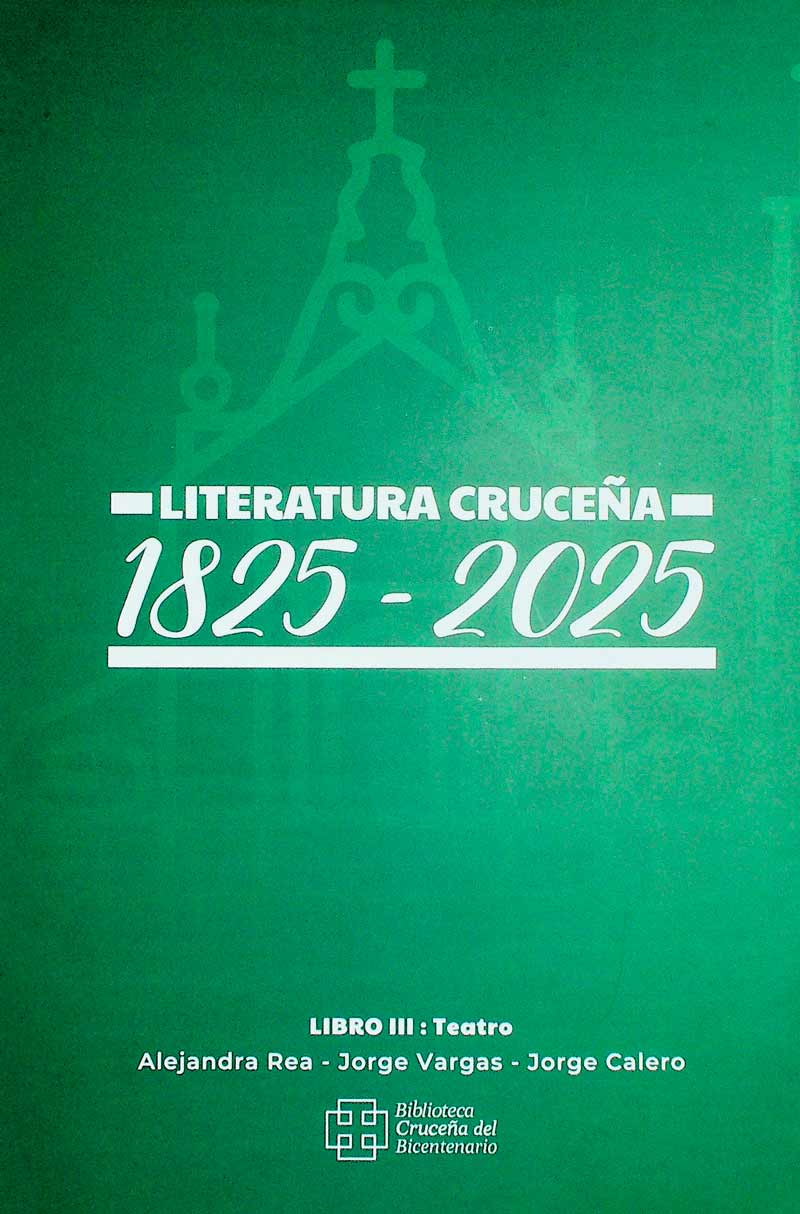 LITERATURA CRUCEÑA
1825 - 2025
LIBRO III : Teatro
Alejandra Rea - Jorge Vargas - Jorge Calero
Biblioteca
Cruceña del
Bicentenario